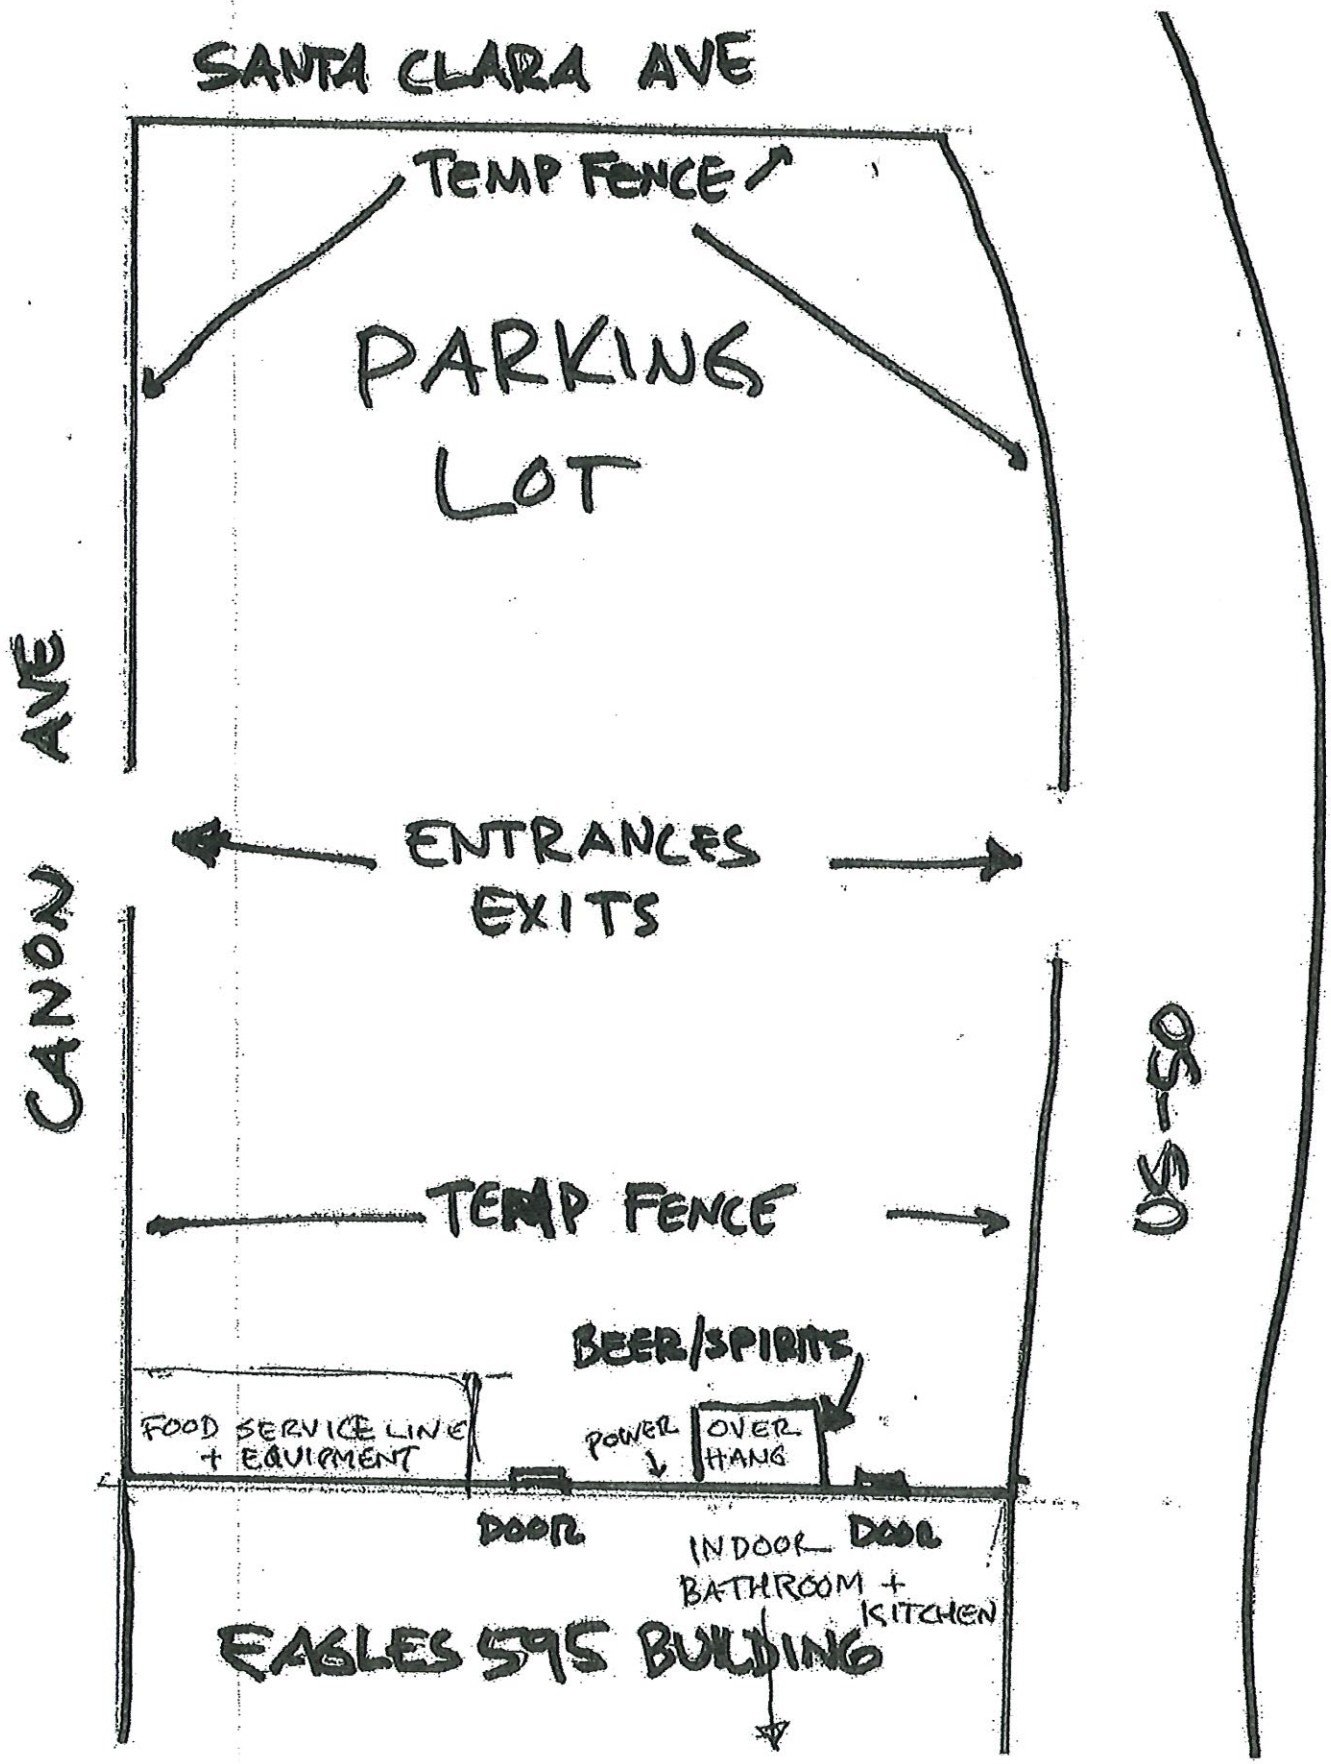 SANTA CLARA AVE
TEMP FENCE
PARKING
LOT
CANON AVE
ENTRANCES
EXITS
US-50
TEMP FENCE
BEER/SPIRITS
FOOD SERVICE LINE
+ EQUIPMENT
POWER
OVER
HANG
DOOR
DOOR
INDOOR
BATHROOM +
KITCHEN
EAGLES 595 BUILDING